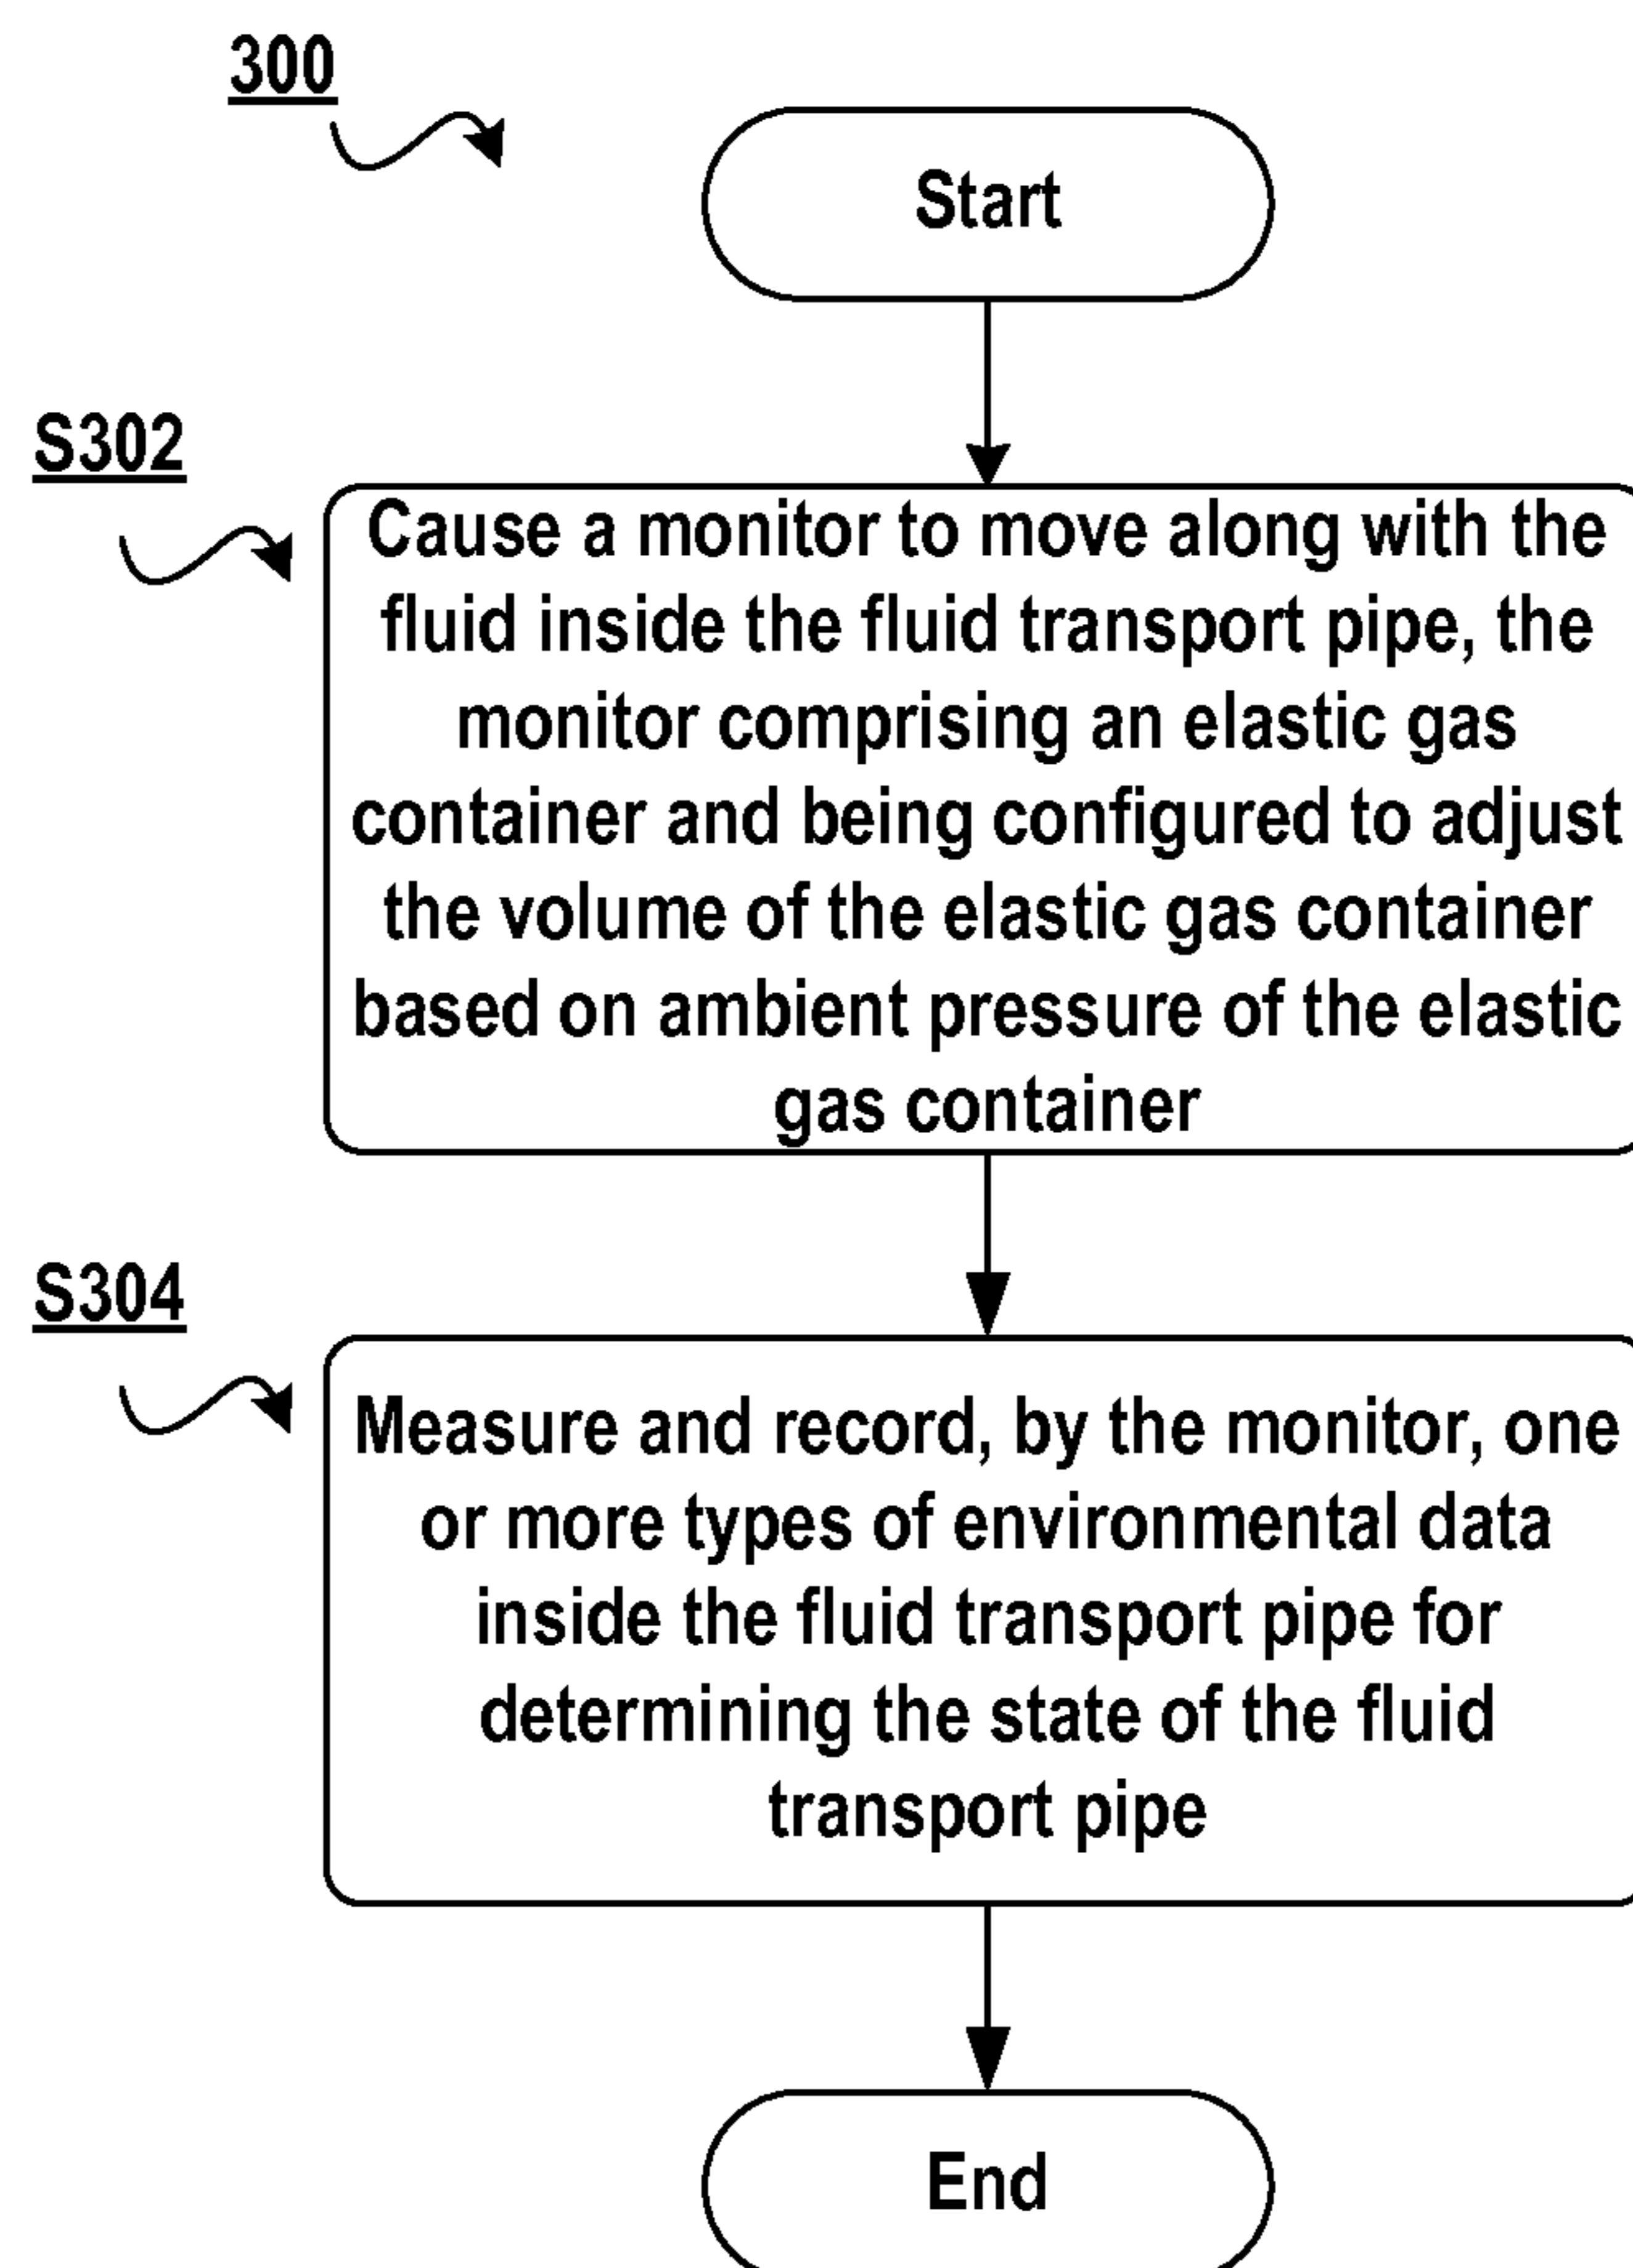 300
Start
S302
Cause a monitor to move along with the
fluid inside the fluid transport pipe, the
monitor comprising an elastic gas
container and being configured to adjust
the volume of the elastic gas container
based on ambient pressure of the elastic
gas container
S304
Measure and record, by the monitor, one
or more types of environmental data
inside the fluid transport pipe for
determining the state of the fluid
transport pipe
End